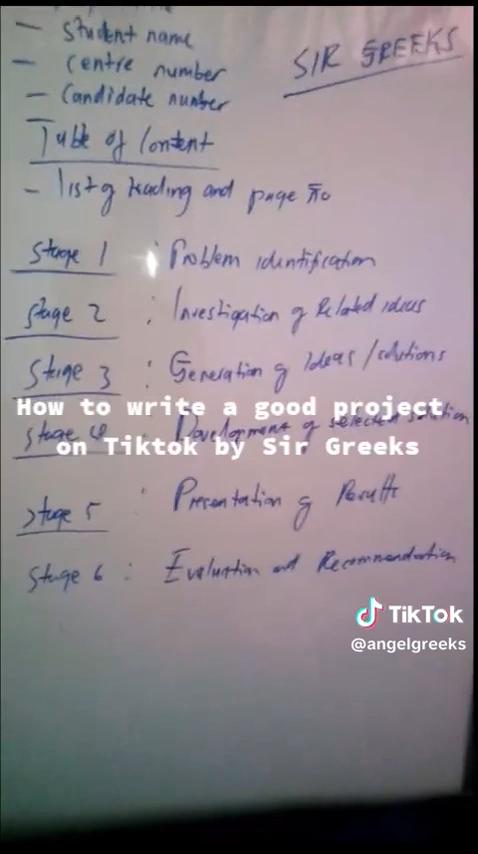 - Student name
- Centre number
- Candidate number
SIR GREEKS
Table of Content
- list of heading and page no
Stage 1 : Problem identification
Stage 2 : Investigation of Related ideas
Stage 3 : Generation of Ideas/solutions
Stage 4 : Development of selected solution
How to write a good project
on Tiktok by Sir Greeks
Stage 5 : Presentation of Results
Stage 6 : Evaluation and Recommendation
TikTok
@angelgreeks